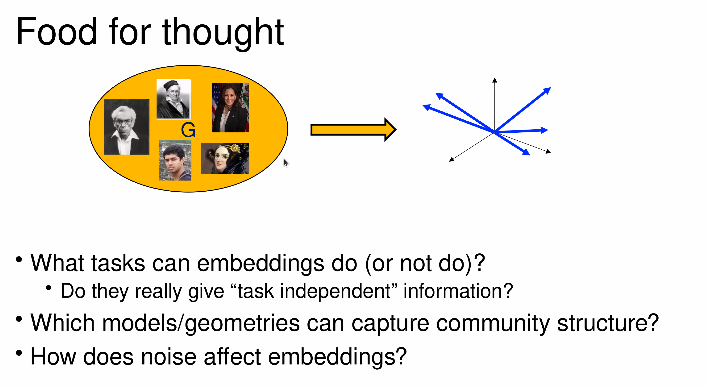 Food for thought
G
• What tasks can embeddings do (or not do)?
• Do they really give “task independent” information?
• Which models/geometries can capture community structure?
• How does noise affect embeddings?